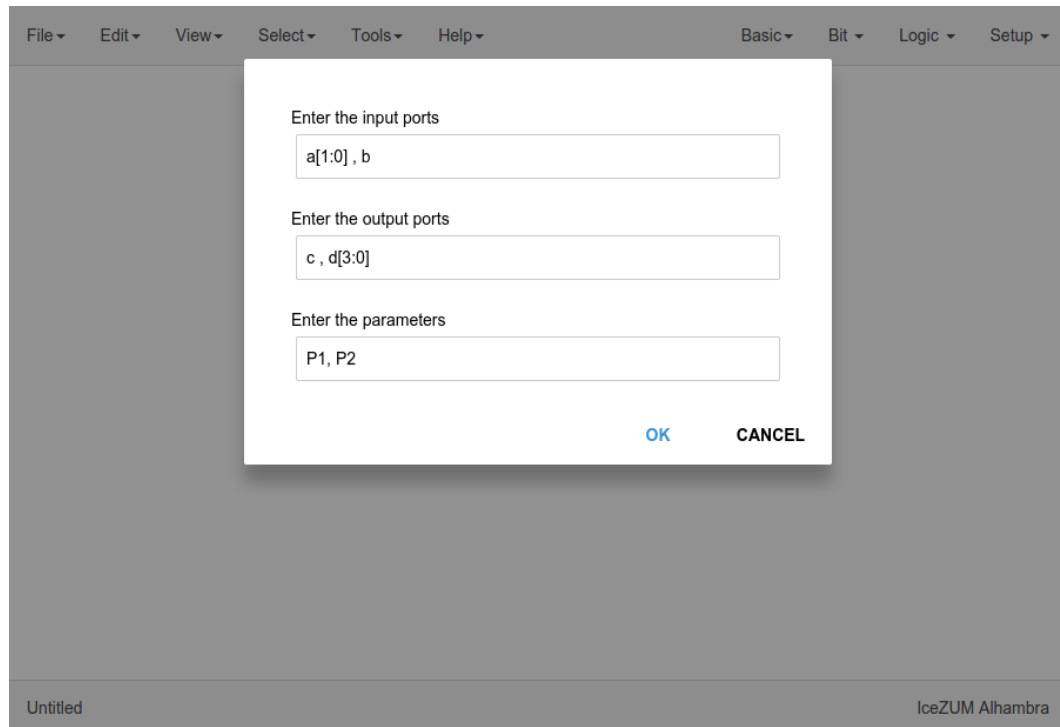 File Edit View Select Tools Help Basic Bit Logic Setup
Enter the input ports
a[1:0] , b
Enter the output ports
c , d[3:0]
Enter the parameters
P1, P2
OK CANCEL
Untitled IceZUM Alhambra